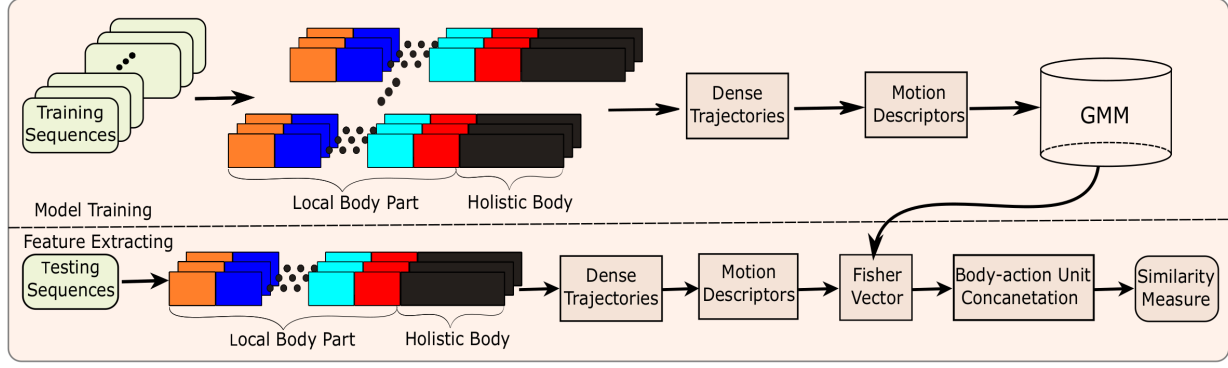 Training
Sequences
Local Body Part
Holistic Body
Dense
Trajectories
Motion
Descriptors
GMM
Model Training
Feature Extracting
Testing
Sequences
Local Body Part
Holistic Body
Dense
Trajectories
Motion
Descriptors
Fisher
Vector
Body-action Unit
Concanetation
Similarity
Measure